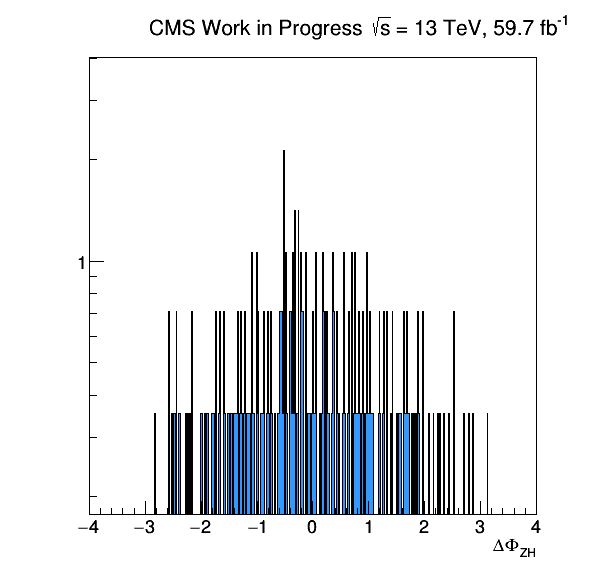 CMS Work in Progress √s = 13 TeV, 59.7 fb⁻¹
1
−4 −3 −2 −1 0 1 2 3 4
ΔΦ_ZH